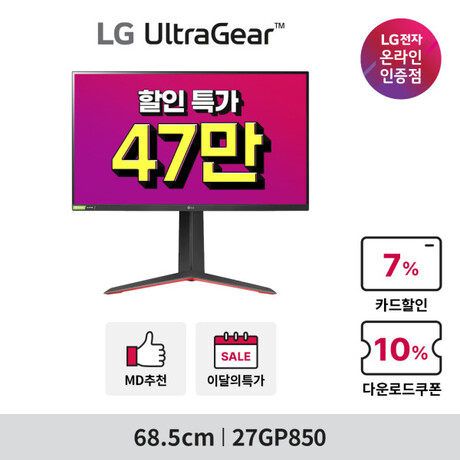 LG UltraGear™
LG전자
온라인
인증점
할인 특가
47만
LG
7%
카드할인
10%
다운로드쿠폰
MD추천
SALE
이달의특가
68.5cm | 27GP850